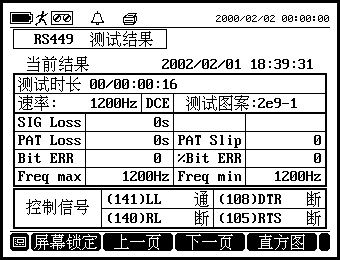 2000/02/02 00:00:00
RS449 测试结果
当前结果 2002/02/01 18:39:31
测试时长 00/00:00:16
速率: 1200Hz DCE 测试图案:2e9-1
SIG Loss 0s
PAT Loss 0s PAT Slip 0
Bit ERR 0 %Bit ERR 0
Freq max 1200Hz Freq min 1200Hz
控制信号 (141)LL 通 (108)DTR 断
(140)RL 断 (105)RTS 断
屏幕锁定 上一页 下一页 直方图